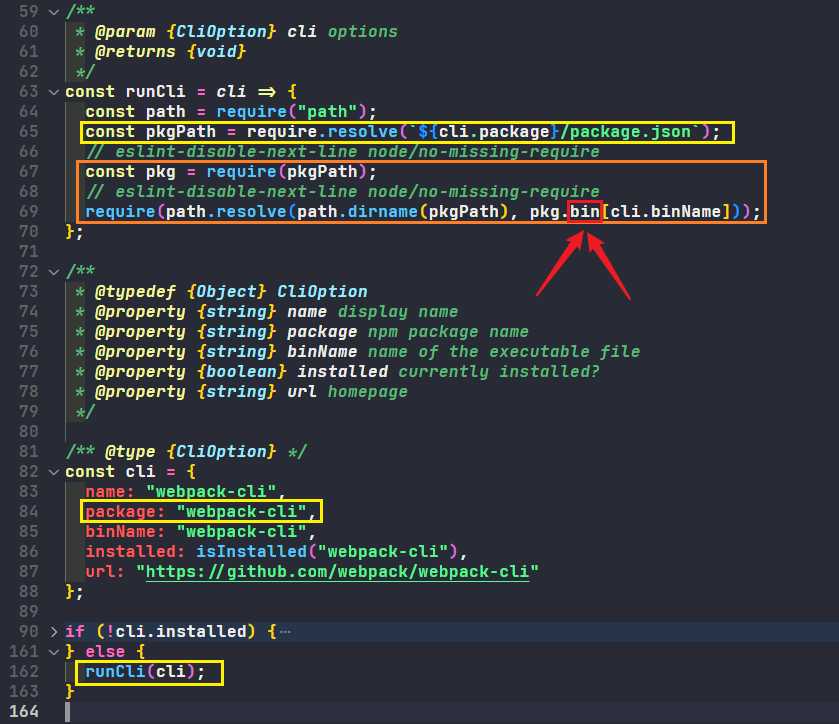 59 /**
60 * @param {CliOption} cli options
61 * @returns {void}
62 */
63 const runCli = cli => {
64 const path = require("path");
65 const pkgPath = require.resolve(`${cli.package}/package.json`);
66 // eslint-disable-next-line node/no-missing-require
67 const pkg = require(pkgPath);
68 // eslint-disable-next-line node/no-missing-require
69 require(path.resolve(path.dirname(pkgPath), pkg.bin[cli.binName]));
70 };
71
72 /**
73 * @typedef {Object} CliOption
74 * @property {string} name display name
75 * @property {string} package npm package name
76 * @property {string} binName name of the executable file
77 * @property {boolean} installed currently installed?
78 * @property {string} url homepage
79 */
80
81 /** @type {CliOption} */
82 const cli = {
83 name: "webpack-cli",
84 package: "webpack-cli",
85 binName: "webpack-cli",
86 installed: isInstalled("webpack-cli"),
87 url: "https://github.com/webpack/webpack-cli"
88 };
89
90 if (!cli.installed) {⋯
161 } else {
162 runCli(cli);
163 }
164